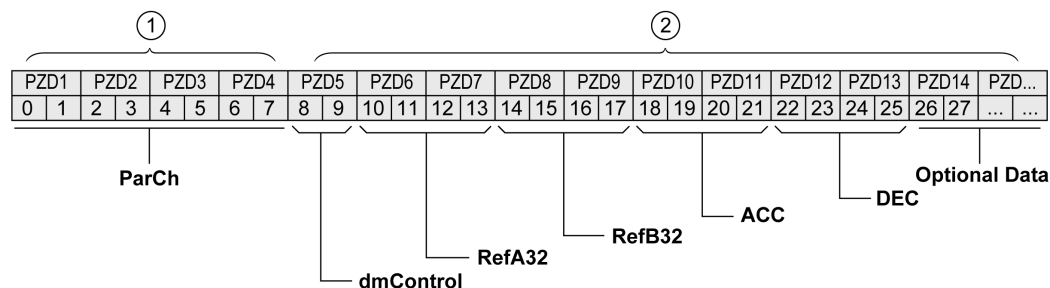 1 2
PZD1 PZD2 PZD3 PZD4 PZD5 PZD6 PZD7 PZD8 PZD9 PZD10 PZD11 PZD12 PZD13 PZD14 PZD...
0 1 2 3 4 5 6 7 8 9 10 11 12 13 14 15 16 17 18 19 20 21 22 23 24 25 26 27 ... ...
ParCh Optional Data
DEC
ACC
RefB32
RefA32
dmControl